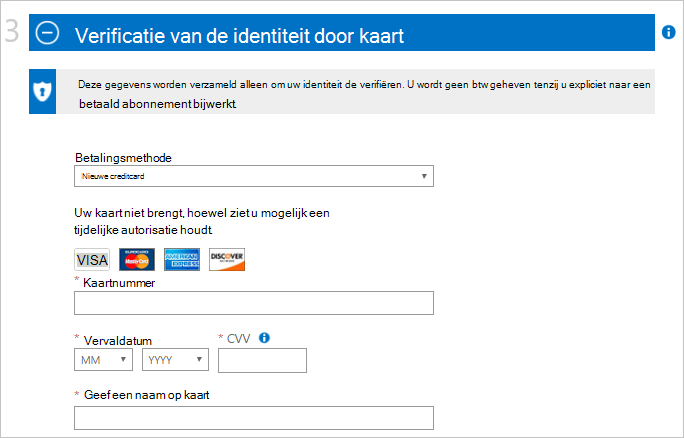 3 Verificatie van de identiteit door kaart
Deze gegevens worden verzameld alleen om uw identiteit de verifiëren. U wordt geen btw geheven tenzij u expliciet naar een
betaald abonnement bijwerkt.
Betalingsmethode
Nieuwe creditcard
Uw kaart niet brengt, hoewel ziet u mogelijk een
tijdelijke autorisatie houdt.
VISA MasterCard AMERICAN EXPRESS DISCOVER
* Kaartnummer
* Vervaldatum * CVV
MM YYYY
* Geef een naam op kaart